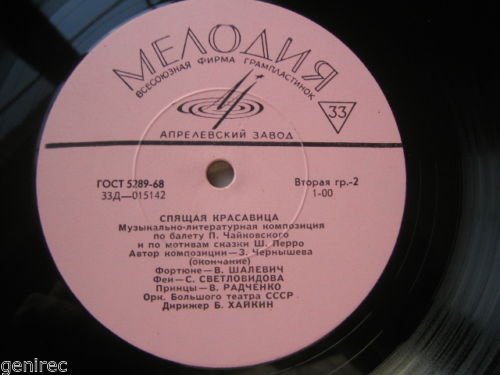 МЕЛОДИЯ
ВСЕСОЮЗНАЯ ФИРМА ГРАМПЛАСТИНОК
33
АПРЕЛЕВСКИЙ ЗАВОД
ГОСТ 5289-68
Вторая гр.-2
33Д—015142
1-00
СПЯЩАЯ КРАСАВИЦА
Музыкально-литературная композиция
по балету П. Чайковского
и по мотивам сказки Ш. Перро
Автор композиции—З. Чернышева
(окончание)
Фортюне—В. ШАЛЕВИЧ
Феи—С. СВЕТЛОВИДОВА
Принцы—В. РАДЧЕНКО
Орк. Большого театра СССР
Дирижер Б. ХАЙКИН
genirec